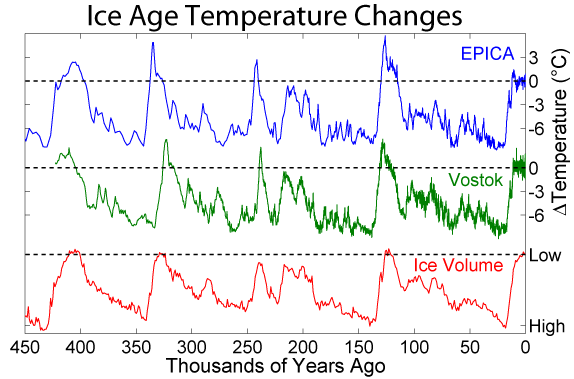 Ice Age Temperature Changes
EPICA
3
0
-3
-6
Vostok
0
-3
-6
ΔTemperature (°C)
Ice Volume
Low
High
450 400 350 300 250 200 150 100 50 0
Thousands of Years Ago